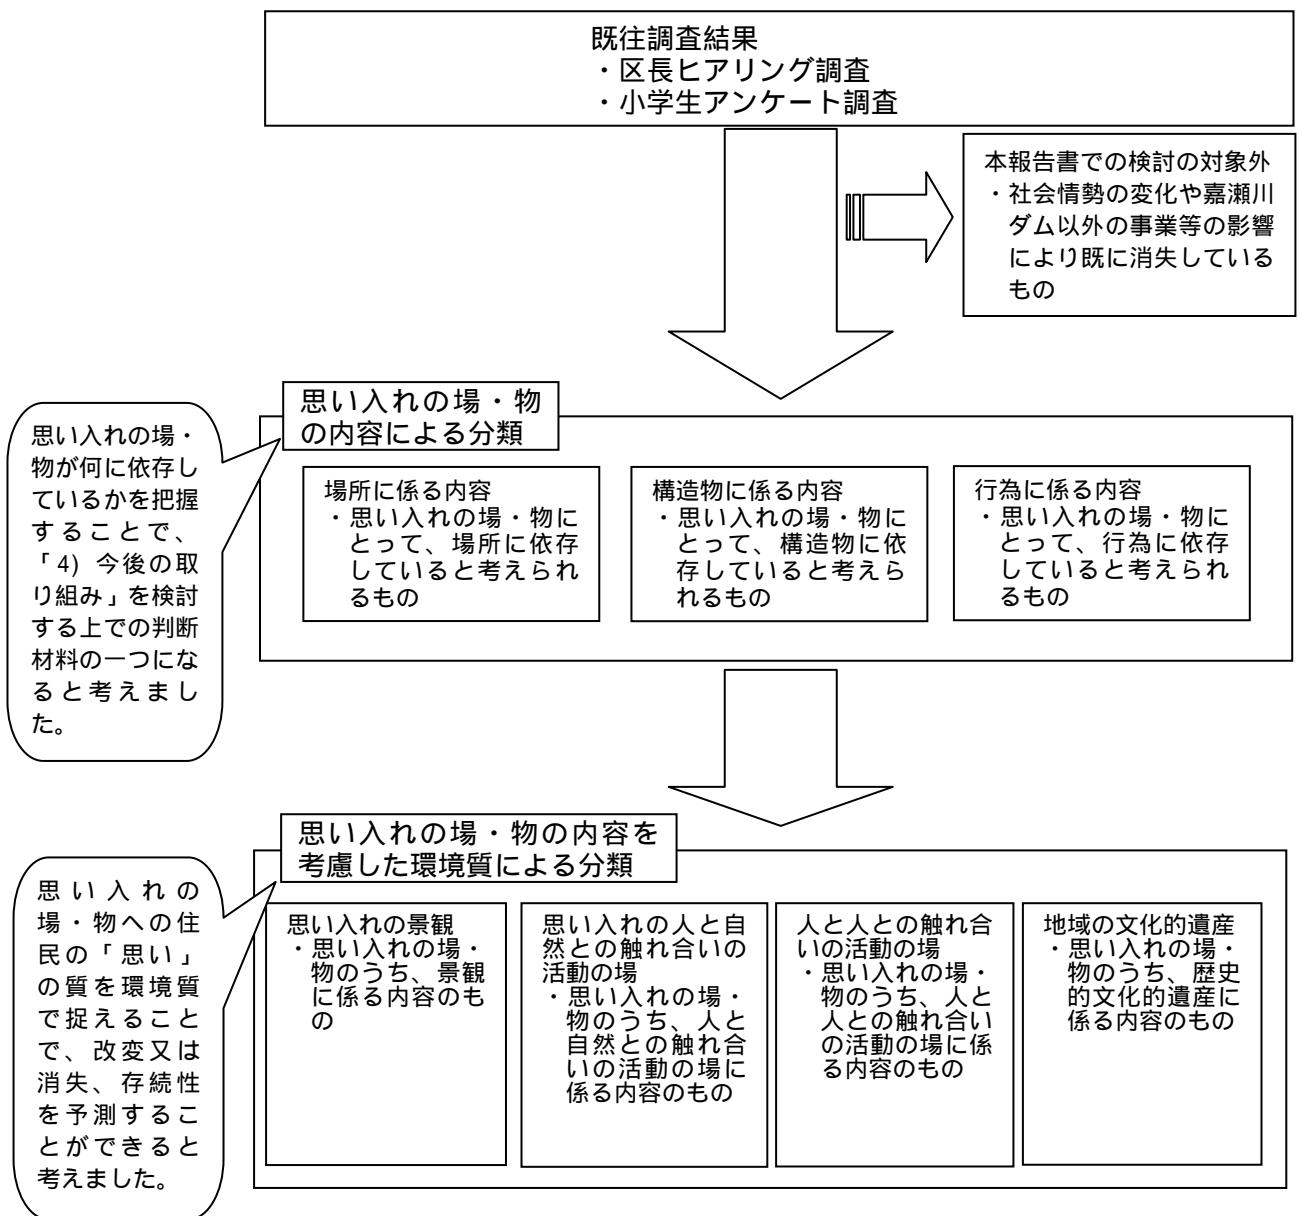 既往調査結果
・区長ヒアリング調査
・小学生アンケート調査
本報告書での検討の対象外
・社会情勢の変化や嘉瀬川
ダム以外の事業等の影響
により既に消失している
もの
思い入れの場・物
の内容による分類
思い入れの場・
物が何に依存し
ているかを把握
することで、
「4) 今後の取
り組み」を検討
する上での判断
材料の一つにな
ると考えまし
た。
場所に係る内容
・思い入れの場・物に
とって、場所に依存
していると考えられ
るもの
構造物に係る内容
・思い入れの場・物に
とって、構造物に依
存していると考えら
れるもの
行為に係る内容
・思い入れの場・物に
とって、行為に依存
していると考えられ
るもの
思い入れの場・物の内容を
考慮した環境質による分類
思い入れの
場・物への住
民の「思い」
の質を環境質
で捉えること
で、改変又は
消失、存続性
を予測するこ
とができると
考えました。
思い入れの景観
・思い入れの場・
物のうち、景観
に係る内容のも
の
思い入れの人と自
然との触れ合いの
活動の場
・思い入れの場・
物のうち、人と
自然との触れ合
いの活動の場に
係る内容のもの
人と人との触れ合
いの活動の場
・思い入れの場・
物のうち、人と
人との触れ合い
の活動の場に係
る内容のもの
地域の文化的遺産
・思い入れの場・
物のうち、歴史
的文化的遺産に
係る内容のもの